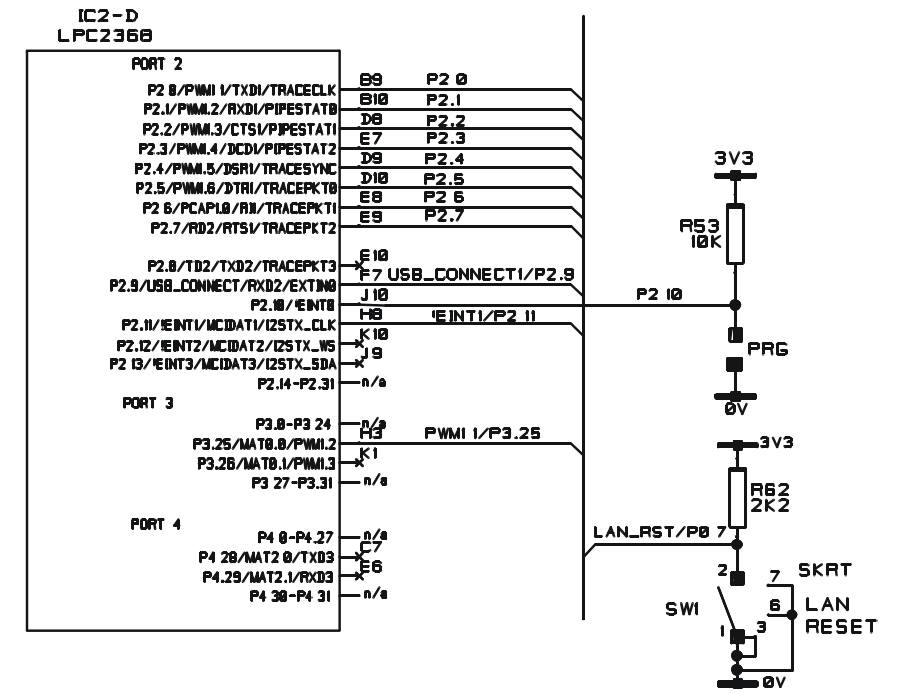 IC2-D
LPC2368
PORT 2
P2 8/PWM1 1/TXD1/TRACECLK B9 P2 0
P2.1/PWM1.2/RXD1/PIPESTAT0 B10 P2.1
P2.2/PWM1.3/CTS1/PIPESTAT1 D8 P2.2
P2.3/PWM1.4/DCD1/PIPESTAT2 E7 P2.3
P2.4/PWM1.5/DSR1/TRACESYNC D9 P2.4
P2.5/PWM1.6/DTR1/TRACEPKT0 D10 P2.5
P2 6/PCAP1.0/RI1/TRACEPKT1 E8 P2 6
P2.7/RD2/RTS1/TRACEPKT2 E9 P2.7
P2.8/TD2/TXD2/TRACEPKT3 E10
P2.9/USB_CONNECT/RXD2/EXTIN0 F7 USB_CONNECT1/P2.9
P2.10/!EINT0 J10 P2 10
P2.11/!EINT1/MCIDAT1/I2STX_CLK H8 !EINT1/P2 11
P2.12/!EINT2/MCIDAT2/I2STX_WS K10
P2 13/!EINT3/MCIDAT3/I2STX_SDA J9
P2.14-P2.31 n/a
PORT 3
P3.0-P3 24 n/a
P3.25/MAT0.0/PWM1.2 H3 PWM1 1/P3.25
P3.26/MAT0.1/PWM1.3 K1
P3 27-P3.31 n/a
PORT 4
P4 0-P4.27 n/a
P4 28/MAT2 0/TXD3 C7
P4.29/MAT2.1/RXD3 E6
P4 30-P4 31 n/a
3V3
R53
10K
PRG
0V
3V3
R62
2K2
LAN_RST/P0 7
2
7 SKRT
SW1
6 LAN
RESET
1 3
0V